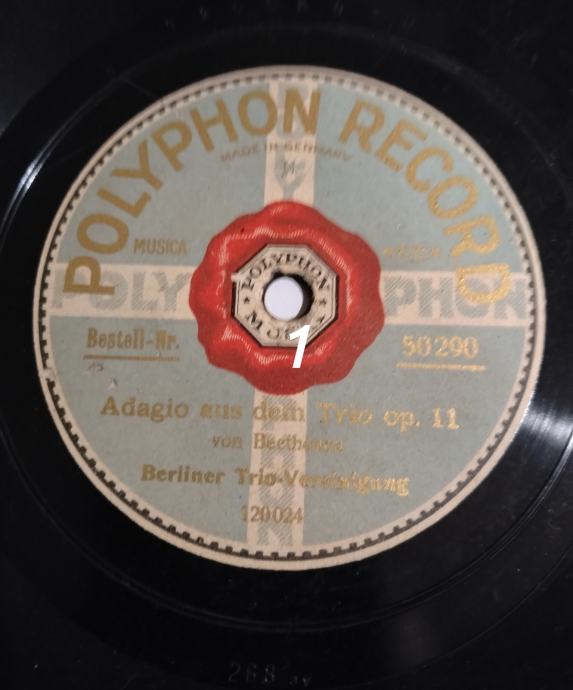 POLYPHON RECORD
MADE IN GERMANY
MUSICA
POLYPHON
POLYPHON
M
1
Bestell-Nr.
50290
Adagio aus dem Trio op. 11
von Beethoven
Berliner Trio-Vereinigung
120024
268